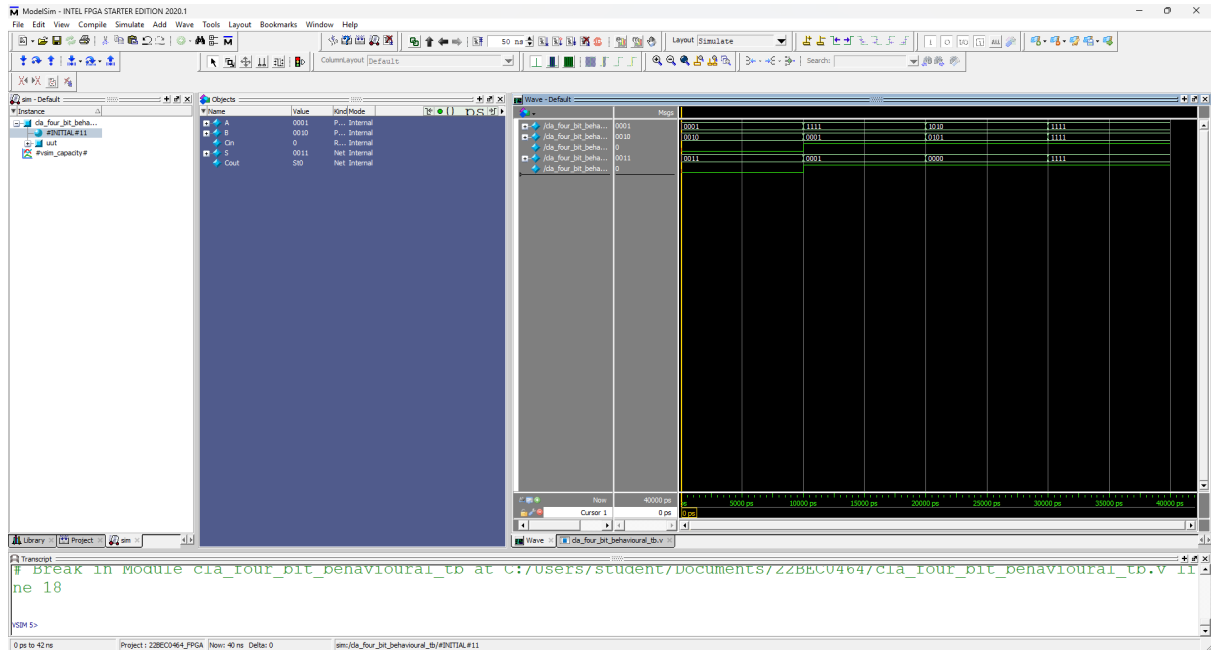 ModelSim - INTEL FPGA STARTER EDITION 2020.1
File Edit View Compile Simulate Add Wave Tools Layout Bookmarks Window Help
50 ns
Layout Simulate
ColumnLayout Default
Search:
sim - Default
Instance
cla_four_bit_beha...
#INITIAL#11
uut
#vsim_capacity#
Objects
Name Value Kind Mode
ps
A 0001 P... Internal
B 0010 P... Internal
Cin 0 R... Internal
S 0011 Net Internal
Cout St0 Net Internal
Wave - Default
Msgs
/cla_four_bit_beha... 0001 0001 1111 1010 1111
/cla_four_bit_beha... 0010 0010 0001 0101 1111
/cla_four_bit_beha... 0
/cla_four_bit_beha... 0011 0011 0001 0000 1111
/cla_four_bit_beha... 0
Now 40000 ps ps 5000 ps 10000 ps 15000 ps 20000 ps 25000 ps 30000 ps 35000 ps 40000 ps
Cursor 1 0 ps 0 ps
Library Project sim
Wave cla_four_bit_behavioural_tb.v
Transcript
# Break in Module cla_four_bit_behavioural_tb at C:/Users/student/Documents/22BEC0464/cla_four_bit_behavioural_tb.v li
ne 18
VSIM 5>
0 ps to 42 ns Project : 22BEC0464_FPGA Now: 40 ns Delta: 0 sim:/cla_four_bit_behavioural_tb/#INITIAL#11